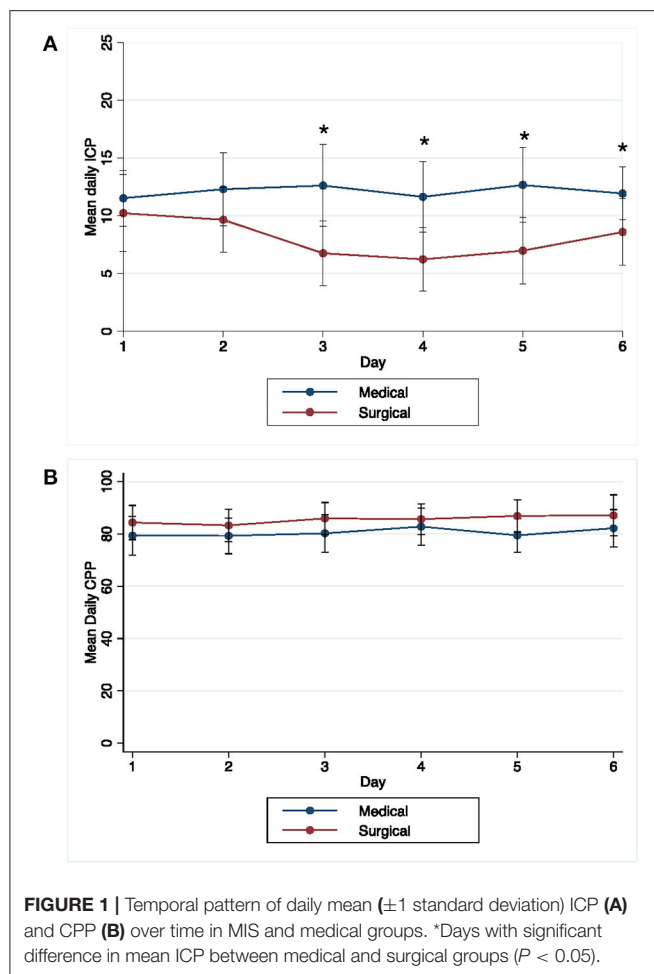 A
25
20
15
10
5
0
Mean daily ICP
* * * *
1 2 3 4 5 6
Day
Medical
Surgical
B
100
80
60
40
20
0
Mean Daily CPP
1 2 3 4 5 6
Day
Medical
Surgical
FIGURE 1 | Temporal pattern of daily mean (±1 standard deviation) ICP (A)
and CPP (B) over time in MIS and medical groups. *Days with significant
difference in mean ICP between medical and surgical groups (P < 0.05).